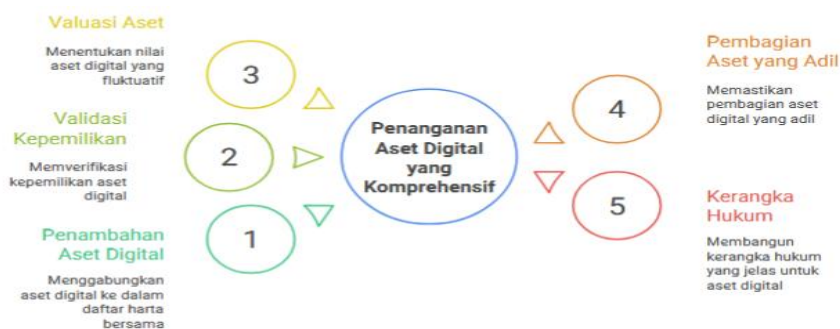 Valuasi Aset
Menentukan nilai
aset digital yang
fluktuatif
3
Validasi
Kepemilikan
Memverifikasi
kepemilikan aset
digital
2
Penambahan
Aset Digital
Menggabungkan
aset digital ke dalam
daftar harta
bersama
1
Penanganan
Aset Digital
yang
Komprehensif
4
Pembagian
Aset yang Adil
Memastikan
pembagian aset
digital yang adil
5
Kerangka
Hukum
Membangun
kerangka hukum
yang jelas untuk
aset digital